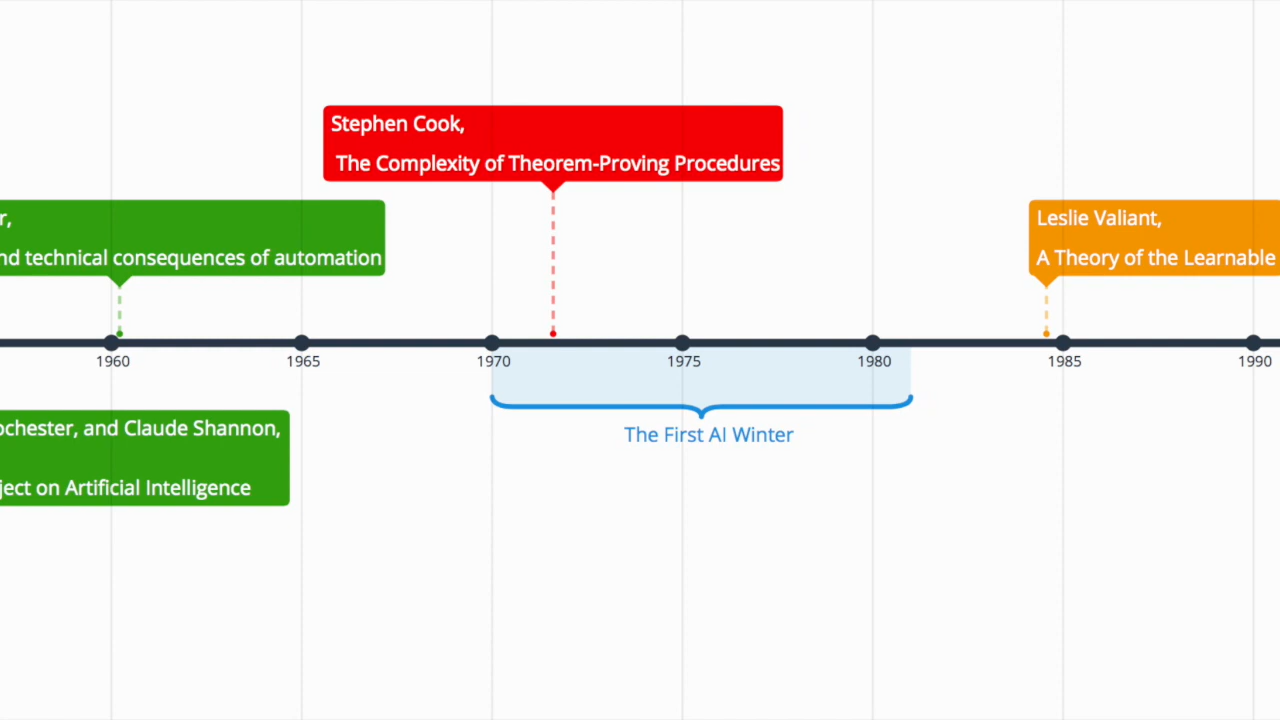 Stephen Cook,
The Complexity of Theorem-Proving Procedures
r,
nd technical consequences of automation
Leslie Valiant,
A Theory of the Learnable
1960
1965
1970
1975
1980
1985
1990
ochester, and Claude Shannon,
ject on Artificial Intelligence
The First AI Winter